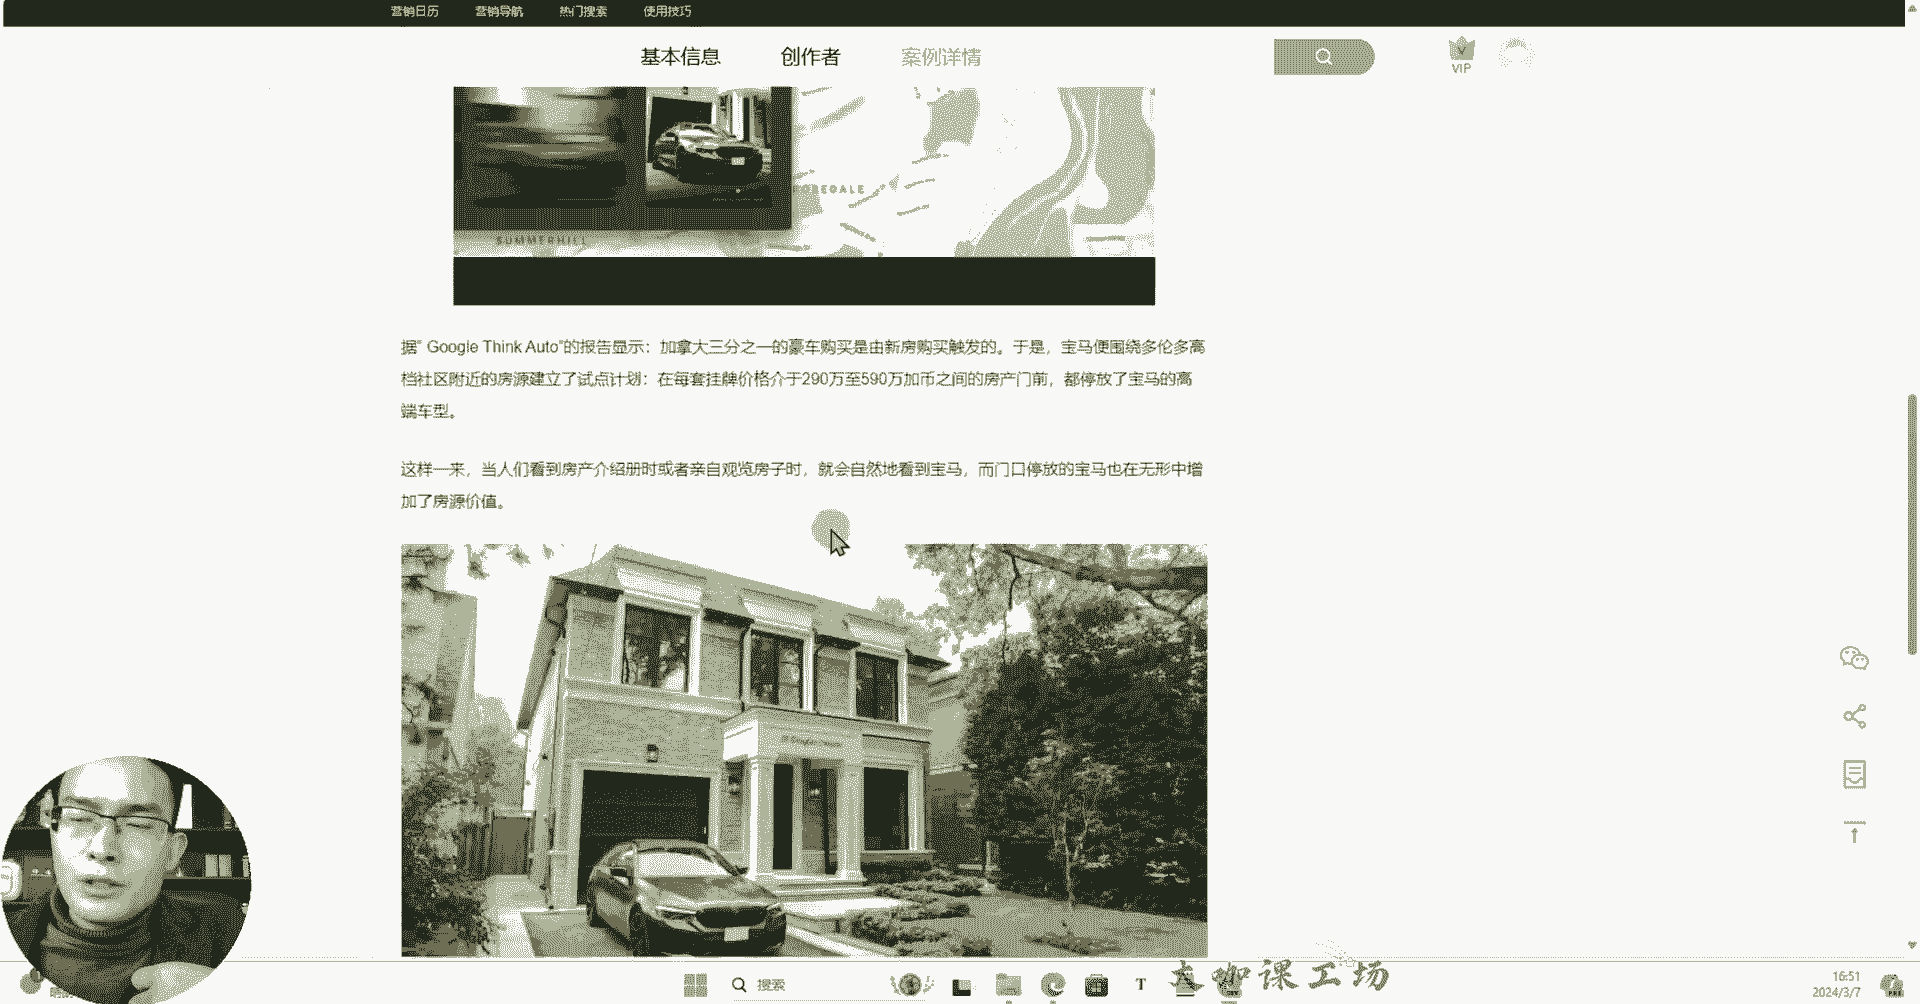 营销日历 营销导航 热门搜索 使用技巧
基本信息 创作者 案例详情
VIP
ROSEDALE
SUMMERHILL
据“ Google Think Auto”的报告显示：加拿大三分之一的豪车购买是由新房购买触发的。于是，宝马便围绕多伦多高
档社区附近的房源建立了试点计划：在每套挂牌价格介于290万至590万加币之间的房产门前，都停放了宝马的高
端车型。
这样一来，当人们看到房产介绍册时或者亲自观览房子时，就会自然地看到宝马，而门口停放的宝马也在无形中增
加了房源价值。
搜索
T
大咖课工场
16:51
2024/3/7